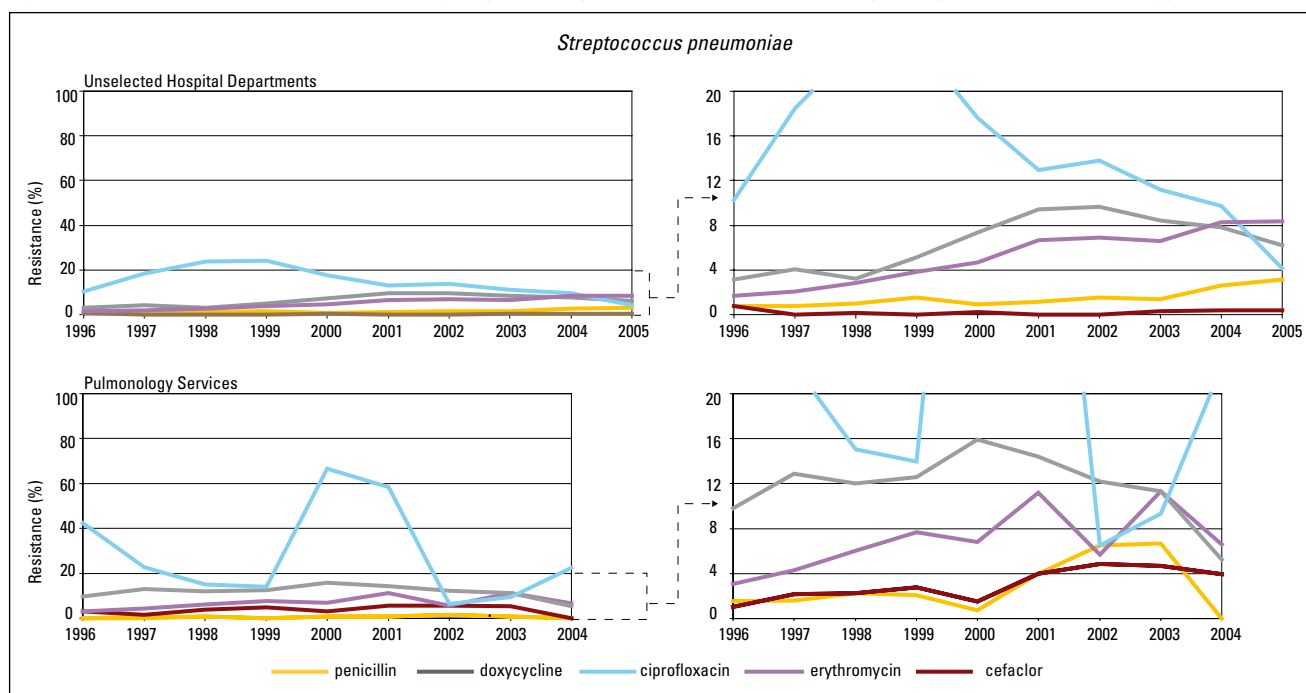 Streptococcus pneumoniae
Unselected Hospital Departments
Resistance (%)
100
80
60
40
20
0
1996 1997 1998 1999 2000 2001 2002 2003 2004 2005
20
16
12
8
4
0
1996 1997 1998 1999 2000 2001 2002 2003 2004 2005
Pulmonology Services
Resistance (%)
100
80
60
40
20
0
1996 1997 1998 1999 2000 2001 2002 2003 2004
20
16
12
8
4
0
1996 1997 1998 1999 2000 2001 2002 2003 2004
penicillin doxycycline ciprofloxacin erythromycin cefaclor